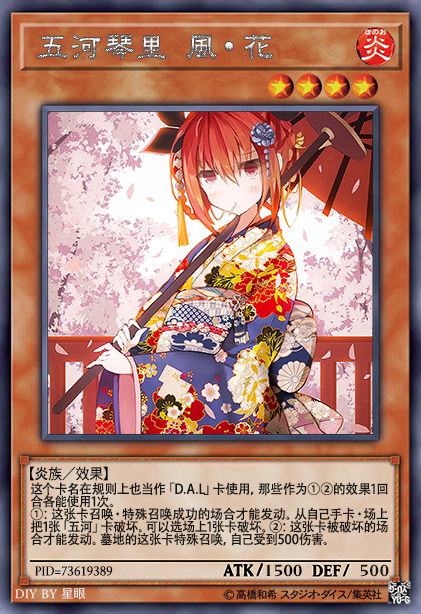 五河琴里 風・花
ほのお
炎
【炎族／效果】
这个卡名在规则上也当作「D.A.L」卡使用，那些作为①②的效果1回
合各能使用1次。
①：这张卡召唤・特殊召唤成功的场合才能发动。从自己手卡・场上
把1张「五河」卡破坏。可以选场上1张卡破坏。②：这张卡被破坏的场
合才能发动。墓地的这张卡特殊召唤，自己受到500伤害。
PID=73619389
ATK/1500 DEF/ 500
DIY BY 星眼
©高橋和希 スタジオ・ダイス/集英社